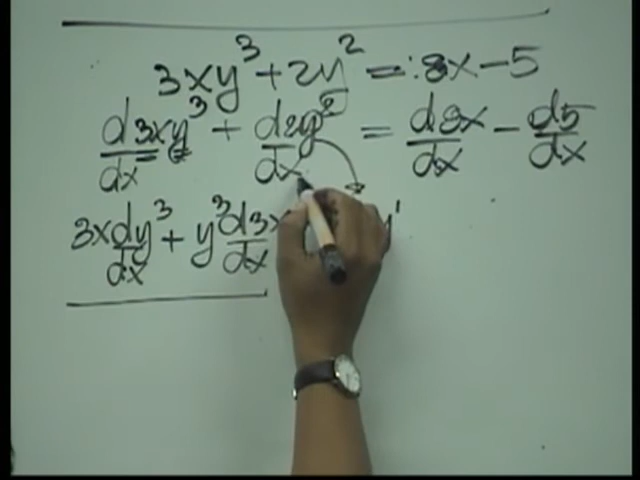 3xy³ + 2y² = 8x − 5
d3xy³/dx + d2y²/dx = d8x/dx − d5/dx
3x dy³/dx + y³ d3x/dx y'